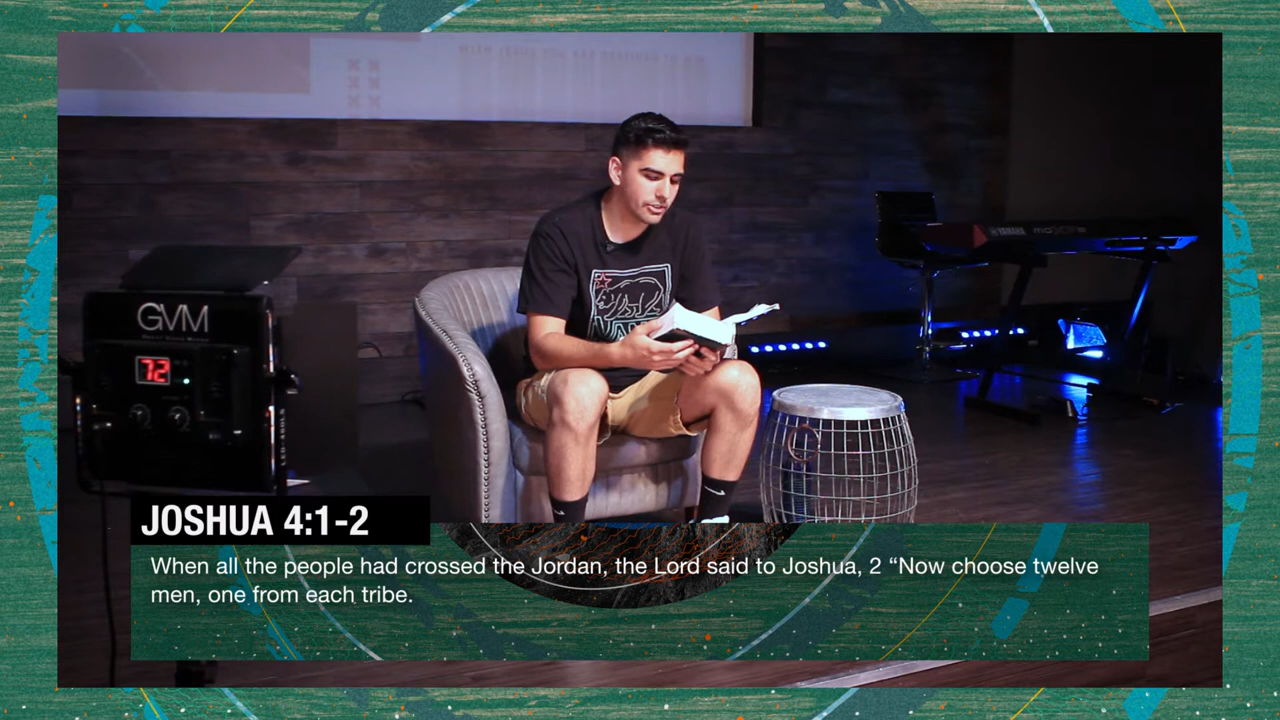 GVM
72
YAMAHA
JOSHUA 4:1-2
When all the people had crossed the Jordan, the Lord said to Joshua, 2 “Now choose twelve
men, one from each tribe.